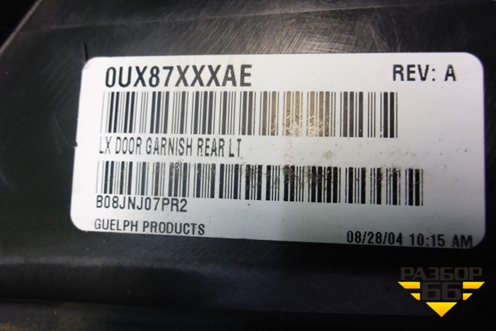 0UX87XXXAE
REV: A
LX DOOR GARNISH REAR LT
B08JNJ07PR2
GUELPH PRODUCTS
08/28/04 10:15 AM
РАЗБОР
66